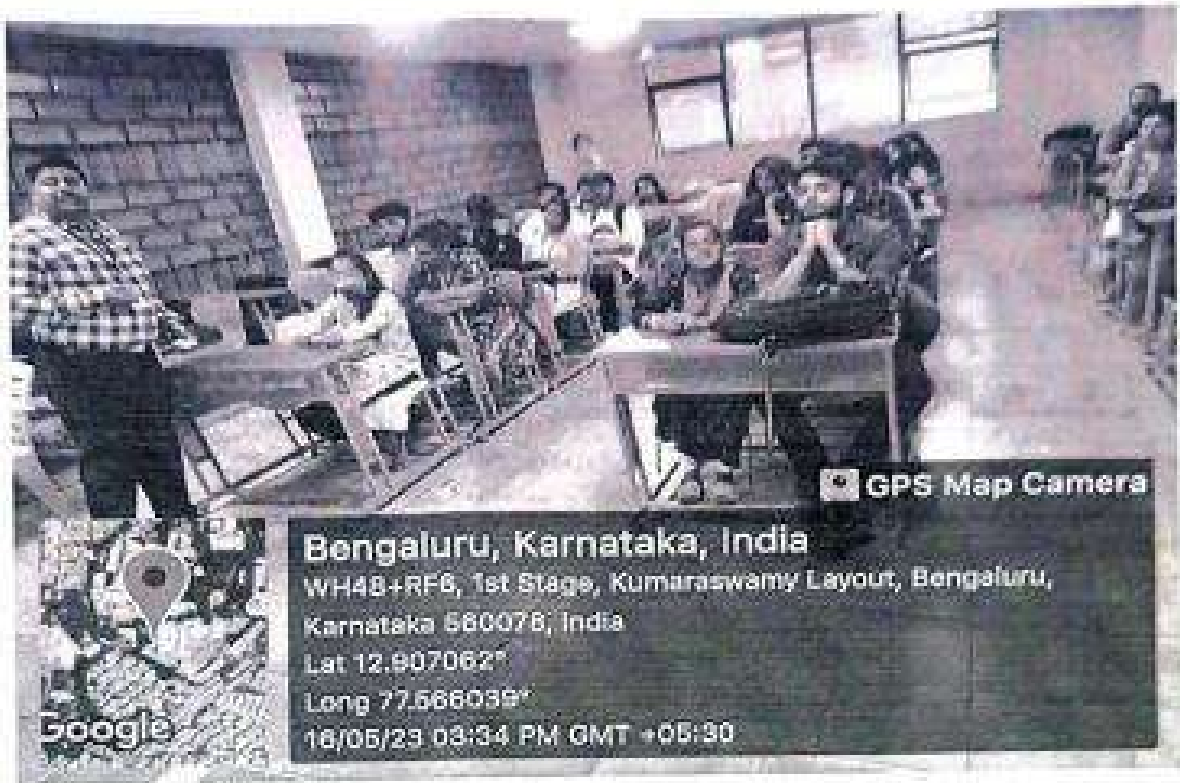 GPS Map Camera
Bengaluru, Karnataka, India
WH48+RF6, 1st Stage, Kumaraswamy Layout, Bengaluru,
Karnataka 560078, India
Lat 12.907062°
Long 77.566039°
16/05/23 03:34 PM GMT +05:30
Google